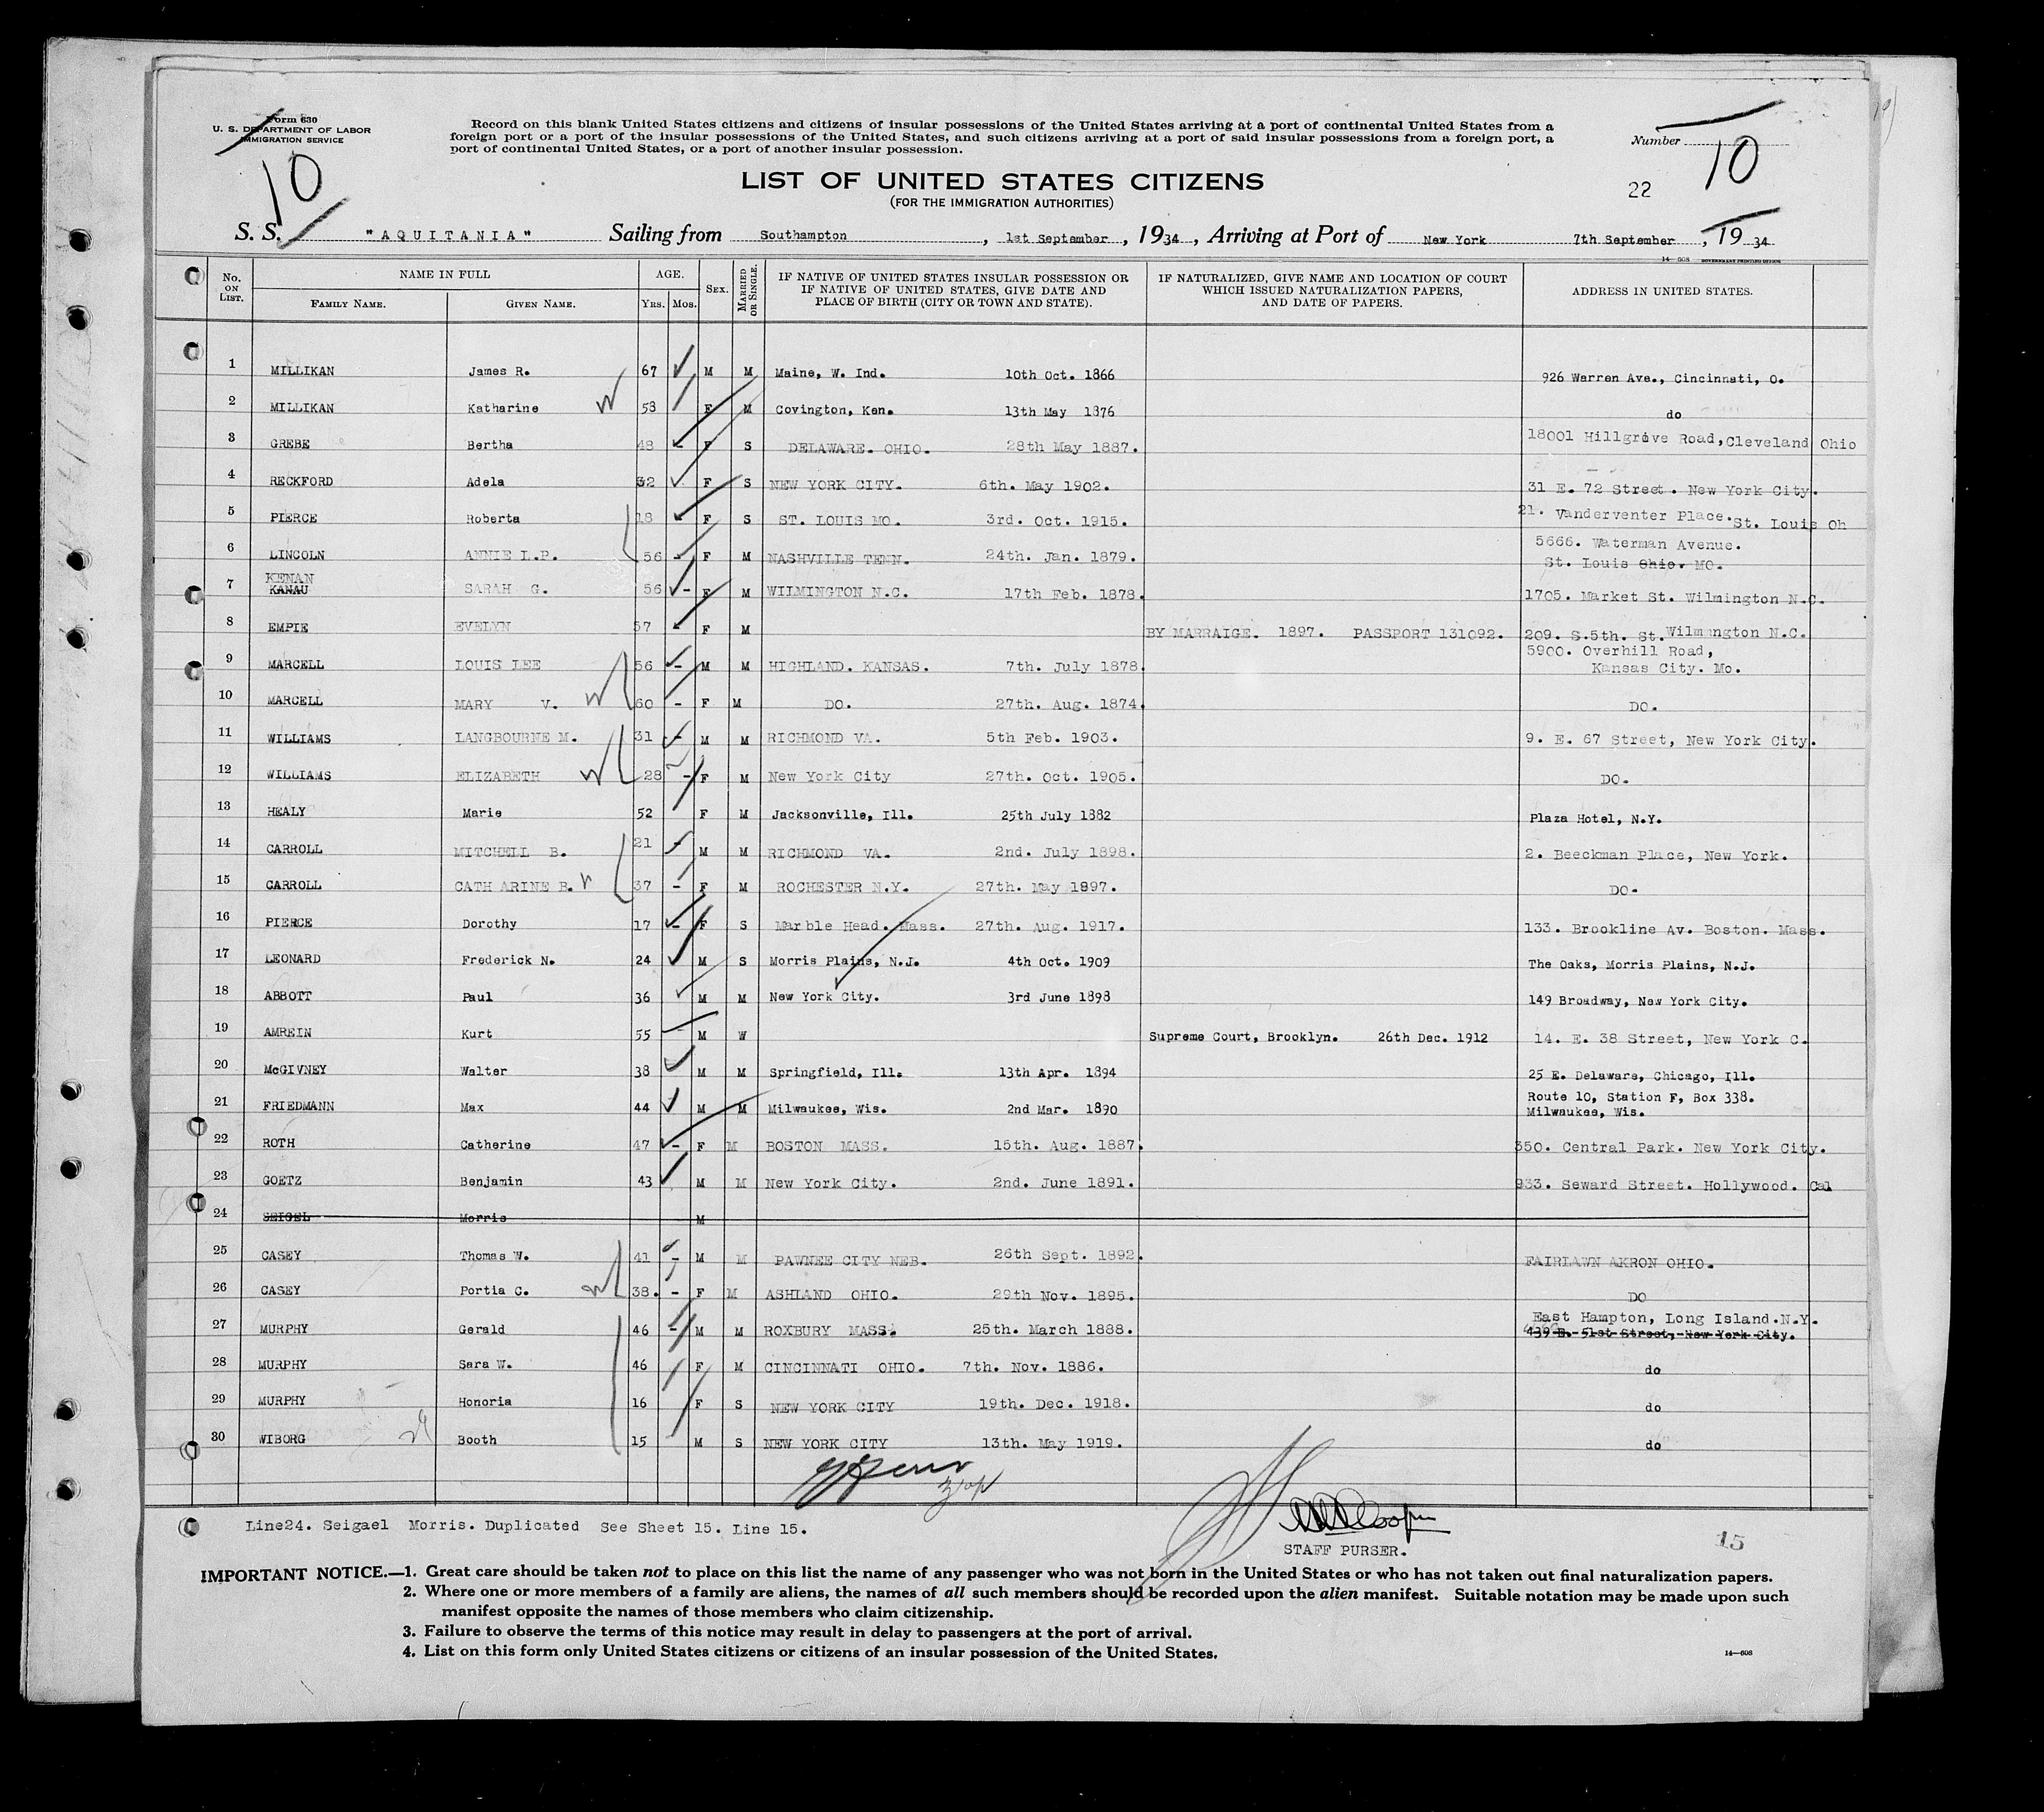 Form 630
U. S. DEPARTMENT OF LABOR
IMMIGRATION SERVICE
10
Record on this blank United States citizens and citizens of insular possessions of the United States arriving at a port of continental United States from a
foreign port or a port of the insular possessions of the United States, and such citizens arriving at a port of said insular possessions from a foreign port, a
port of continental United States, or a port of another insular possession.
Number 10
22
LIST OF UNITED STATES CITIZENS
(FOR THE IMMIGRATION AUTHORITIES)
S. S. "AQUITANIA" Sailing from Southampton, 1st September, 1934, Arriving at Port of New York 7th September, 1934
14—608 GOVERNMENT PRINTING OFFICE
No. ON LIST. NAME IN FULL FAMILY NAME. GIVEN NAME. AGE. Yrs. Mos. SEX. MARRIED OR SINGLE. IF NATIVE OF UNITED STATES INSULAR POSSESSION OR IF NATIVE OF UNITED STATES, GIVE DATE AND PLACE OF BIRTH (CITY OR TOWN AND STATE). IF NATURALIZED, GIVE NAME AND LOCATION OF COURT WHICH ISSUED NATURALIZATION PAPERS, AND DATE OF PAPERS. ADDRESS IN UNITED STATES.
1 MILLIKAN James R. 67 M M Maine, W. Ind. 10th Oct. 1866 926 Warren Ave., Cincinnati, O.
2 MILLIKAN Katharine 58 F M Covington, Ken. 13th May 1876 do
3 GREBE Bertha 48 - F S DELAWARE. OHIO. 28th May 1887. 18001 Hillgrove Road, Cleveland Ohio
4 RECKFORD Adela 32 F S NEW YORK CITY. 6th. May 1902. 31 E. 72 Street. New York City.
5 PIERCE Roberta 18 F S ST. LOUIS MO. 3rd. Oct. 1915. 21. Vanderventer Place. St. Louis Oh
6 LINCOLN ANNIE L.P. 56 - F M NASHVILLE TENN. 24th. Jan. 1879. 5666. Waterman Avenue.
St. Louis Ohio. MO.
7 KENAN KANAU SARAH G. 56 - F M WILMINGTON N.C. 17th Feb. 1878. 1705. Market St. Wilmington N.C.
8 EMPIE EVELYN 57 F M BY MARRAIGE. 1897. PASSPORT 131092. 209. S.5th. St. Wilmington N.C.
9 MARCELL LOUIS LEE 56 - M M HIGHLAND. KANSAS. 7th. July 1878. 5900. Overhill Road,
Kansas City. Mo.
10 MARCELL MARY V. 60 - F M DO. 27th. Aug. 1874. DO.
11 WILLIAMS LANGBOURNE M. 31 - M M RICHMOND VA. 5th Feb. 1903. 9. E. 67 Street, New York City.
12 WILLIAMS ELIZABETH 28 - F M New York City 27th. Oct. 1905. DO.
13 HEALY Marie 52 F M Jacksonville, Ill. 25th July 1882 Plaza Hotel, N.Y.
14 CARROLL MITCHELL B. 21 - M M RICHMOND VA. 2nd. July 1898. 2. Beeckman Place, New York.
15 CARROLL CATH ARINE B. 37 - F M ROCHESTER N.Y. 27th. May 1897. DO.
16 PIERCE Dorothy 17 - F S Marble Head. Mass. 27th. Aug. 1917. 133. Brookline Av. Boston. Mass.
17 LEONARD Frederick N. 24 M S Morris Plains, N.J. 4th Oct. 1909 The Oaks, Morris Plains, N.J.
18 ABBOTT Paul 36 M M New York City. 3rd June 1898 149 Broadway, New York City.
19 AMREIN Kurt 55 - M W Supreme Court, Brooklyn. 26th Dec. 1912 14. E. 38 Street, New York C.
20 McGIVNEY Walter 38 M M Springfield, Ill. 13th Apr. 1894 25 E. Delaware, Chicago, Ill.
21 FRIEDMANN Max 44 M M Milwaukee, Wis. 2nd Mar. 1890 Route 10, Station F, Box 338.
Milwaukee, Wis.
22 ROTH Catherine 47 - F M BOSTON MASS. 15th. Aug. 1887. 350. Central Park. New York City.
23 GOETZ Benjamin 43 M M New York City. 2nd. June 1891. 933. Seward Street. Hollywood. Cal
24 SEIGEL Morris M
25 CASEY Thomas W. 41 - M M PAWNEE CITY NEB. 26th Sept. 1892. FAIRLAWN AKRON OHIO.
26 CASEY Portia C. 38. - F M ASHLAND OHIO. 29th Nov. 1895. DO
27 MURPHY Gerald 46 - M M ROXBURY MASS. 25th. March 1888. East Hampton, Long Island.N.Y.
439 E. 51st Street, New York City.
28 MURPHY Sara W. 46 F M CINCINNATI OHIO. 7th. Nov. 1886. do
29 MURPHY Honoria 16 F S NEW YORK CITY 19th. Dec. 1918. do
30 WIBORG Booth 15 M S NEW YORK CITY 13th. May 1919. do
Line24. Seigael Morris. Duplicated See Sheet 15. Line 15.
STAFF PURSER.
15
IMPORTANT NOTICE.—1. Great care should be taken not to place on this list the name of any passenger who was not born in the United States or who has not taken out final naturalization papers.
2. Where one or more members of a family are aliens, the names of all such members should be recorded upon the alien manifest. Suitable notation may be made upon such
manifest opposite the names of those members who claim citizenship.
3. Failure to observe the terms of this notice may result in delay to passengers at the port of arrival.
4. List on this form only United States citizens or citizens of an insular possession of the United States.
14—608